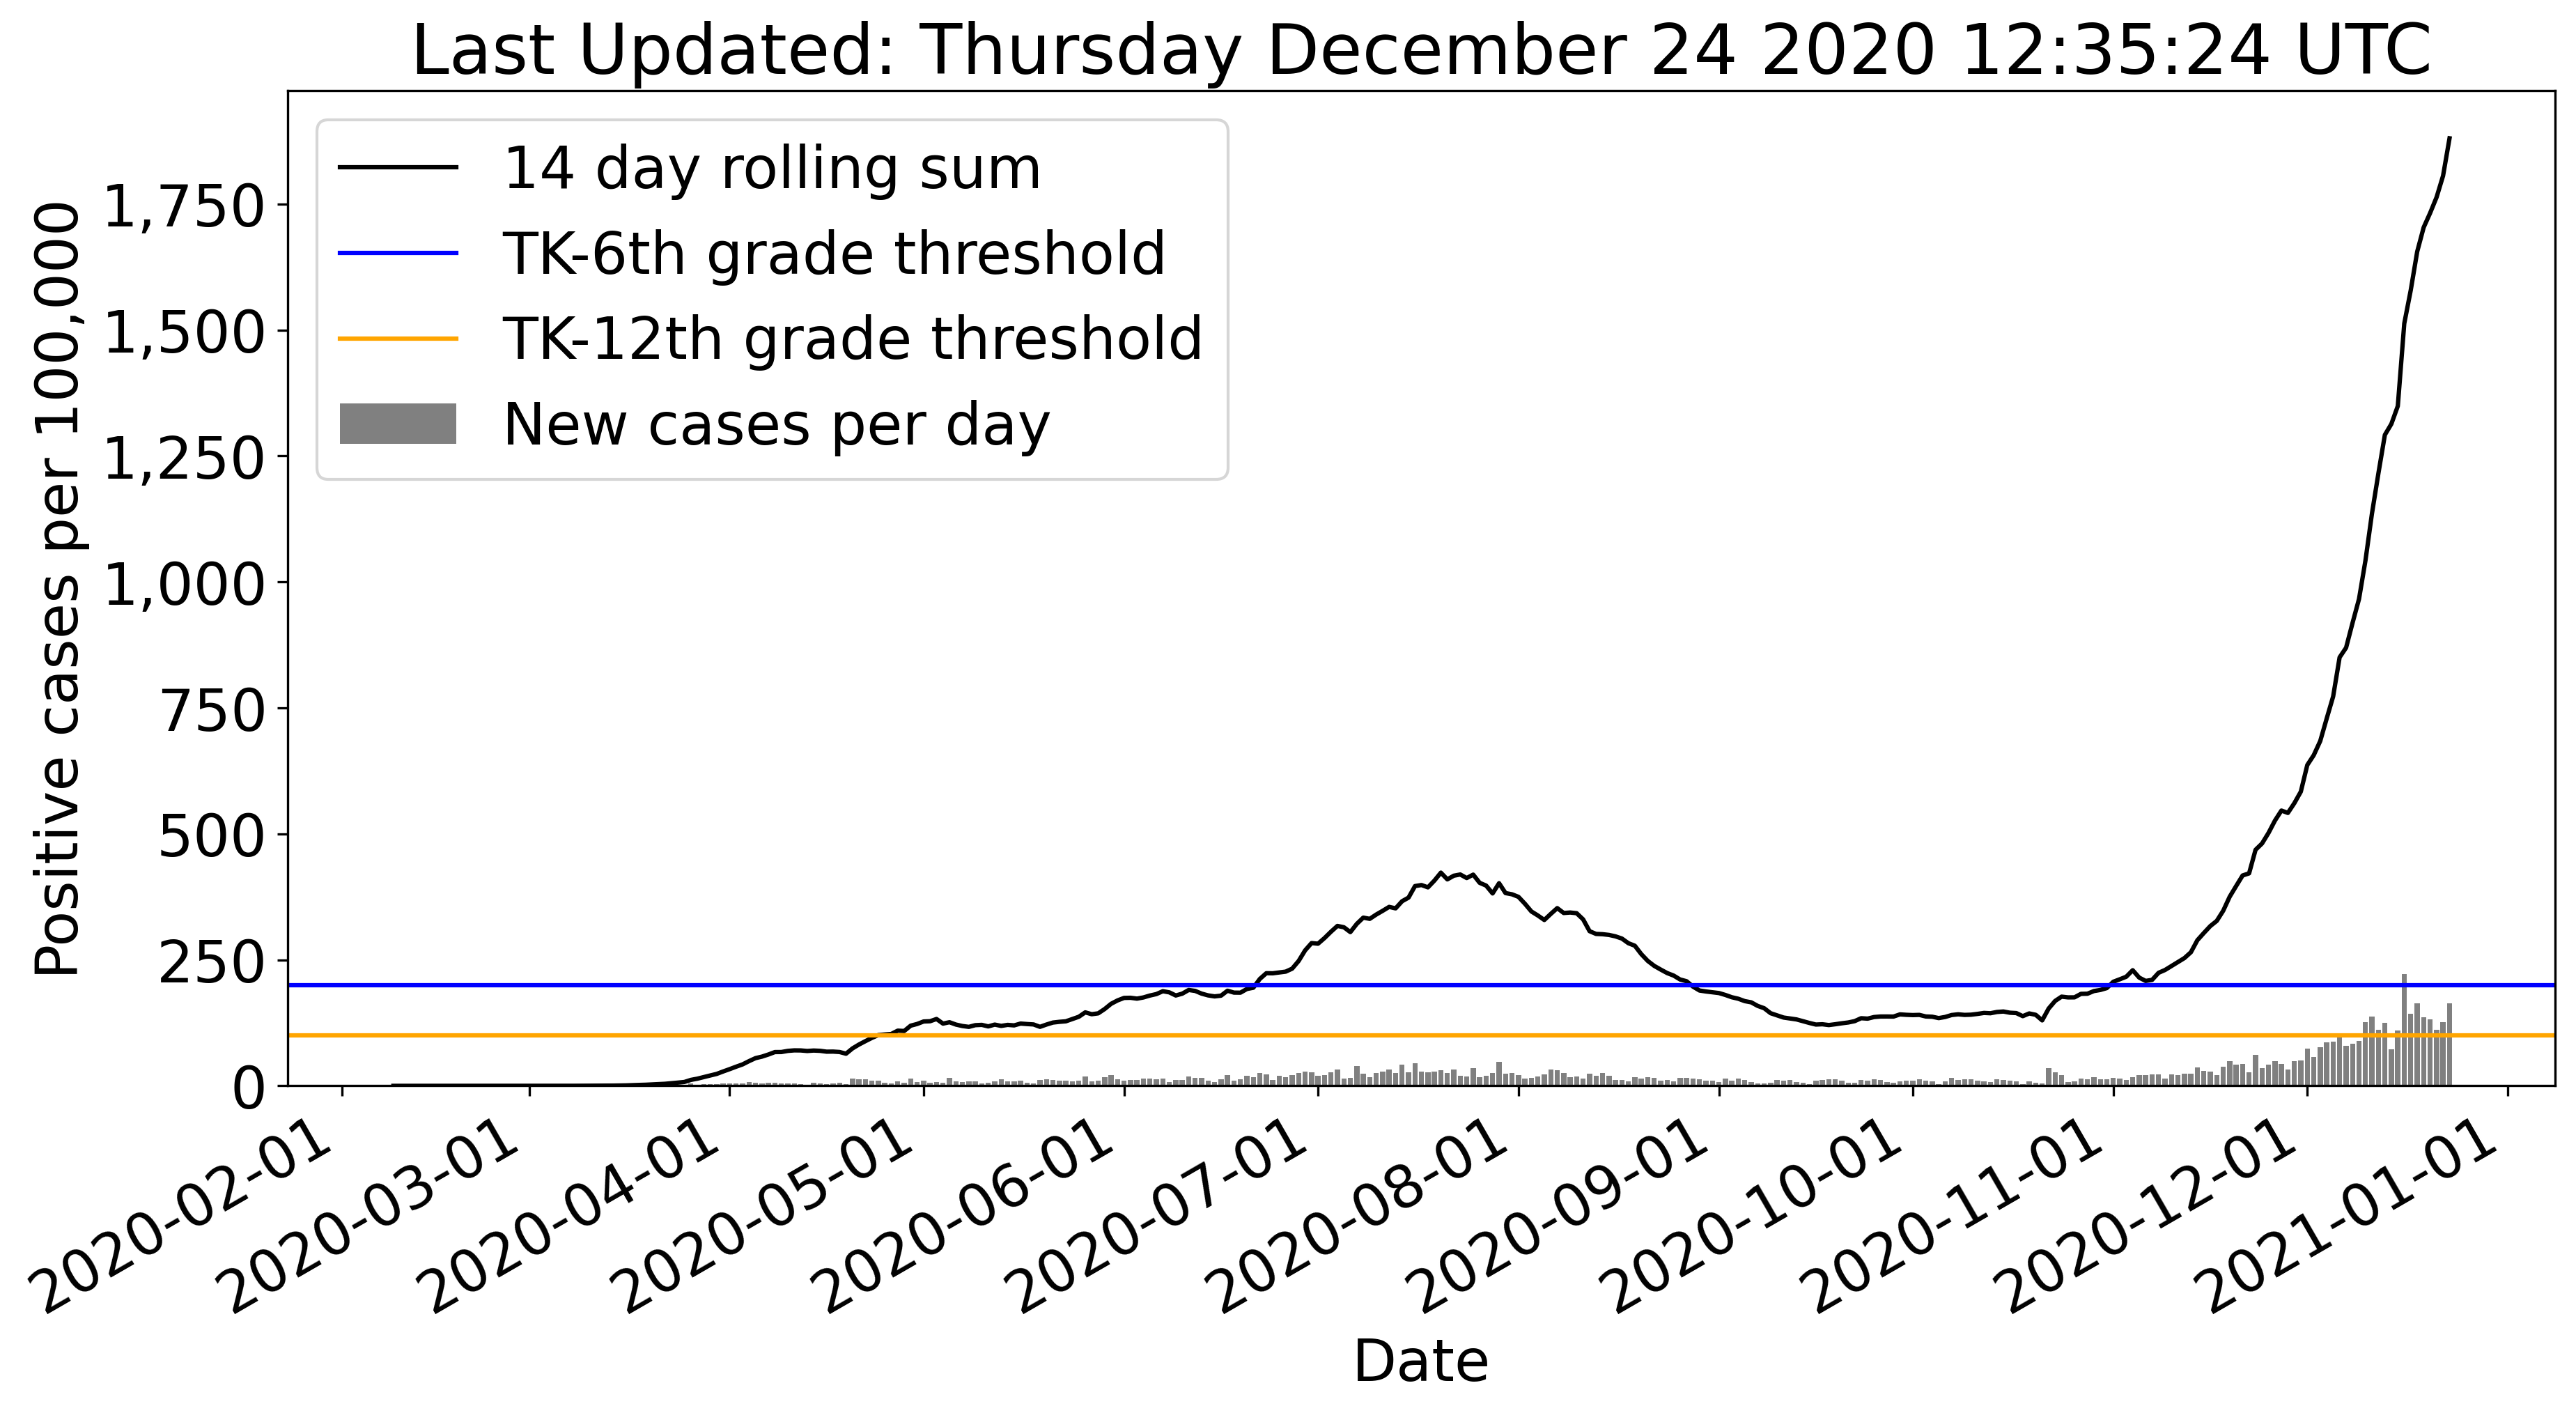 Last Updated: Thursday December 24 2020 12:35:24 UTC
14 day rolling sum
TK-6th grade threshold
TK-12th grade threshold
New cases per day
Positive cases per 100,000
1,750
1,500
1,250
1,000
750
500
250
0
2020-02-01
2020-03-01
2020-04-01
2020-05-01
2020-06-01
2020-07-01
2020-08-01
2020-09-01
2020-10-01
2020-11-01
2020-12-01
2021-01-01
Date